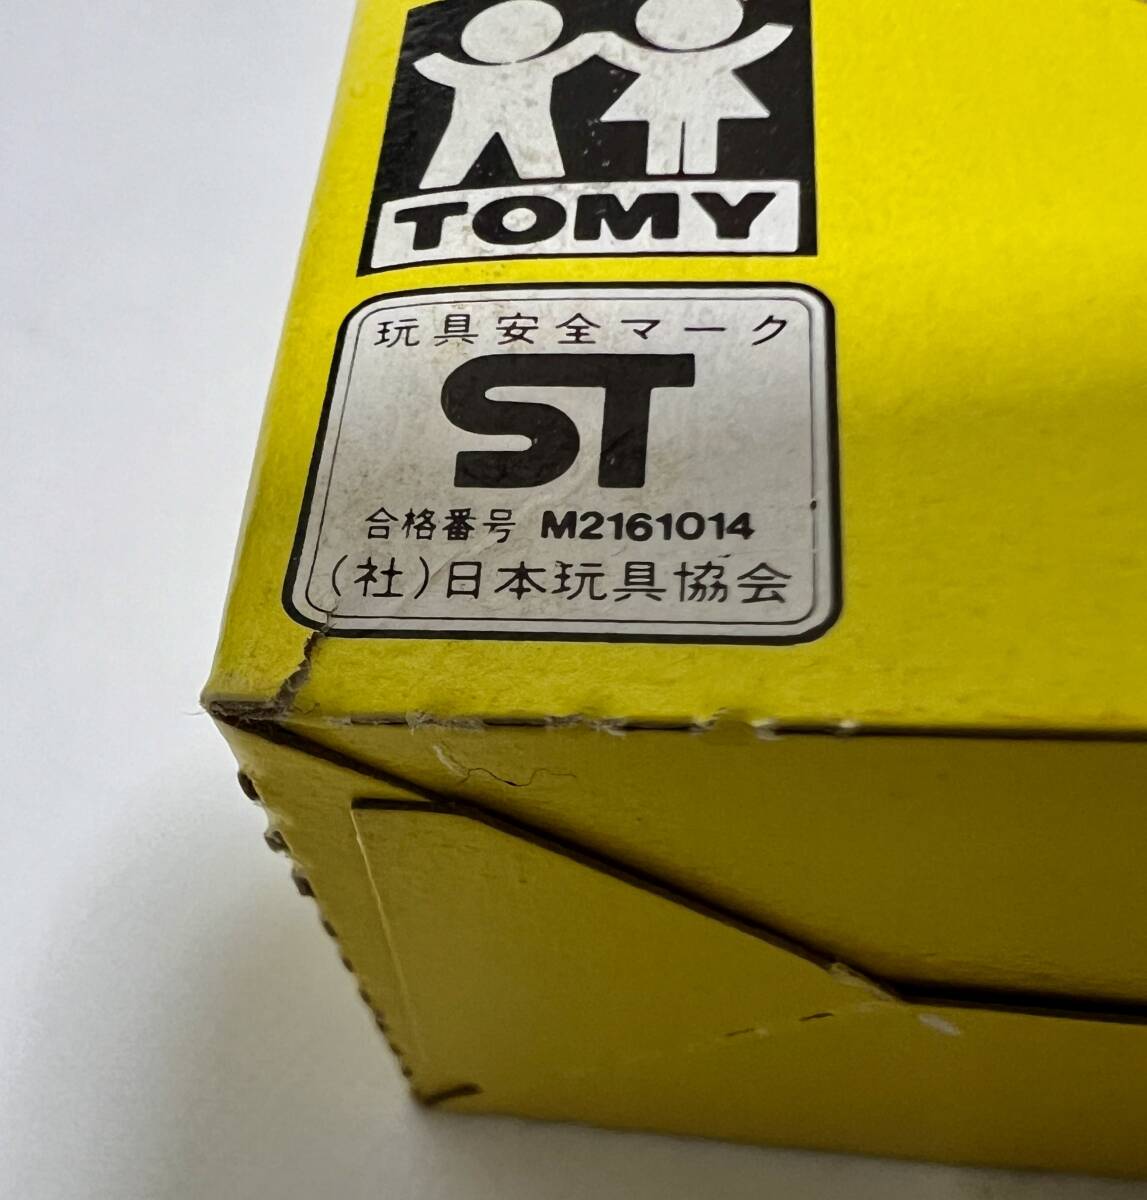 TOMY
玩具安全マーク
ST
合格番号 M2161014
(社)日本玩具協会